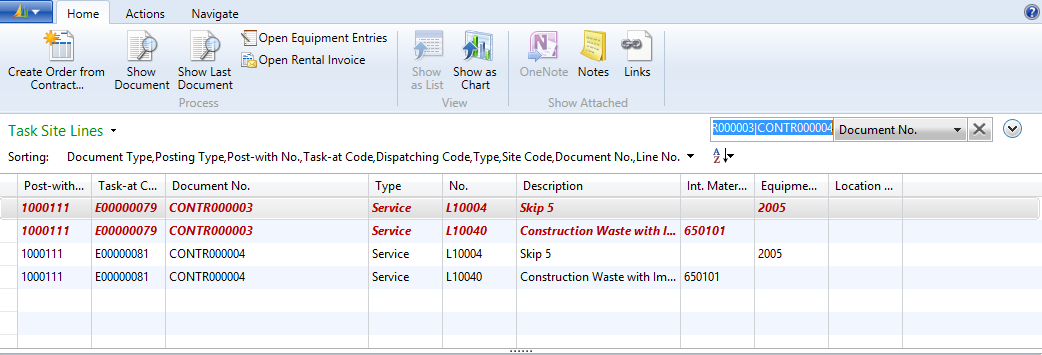 Home Actions Navigate
Create Order from Contract...
Show Document
Show Last Document
Open Equipment Entries
Open Rental Invoice
Process
Show as List
Show as Chart
View
OneNote
Notes
Links
Show Attached
Task Site Lines
R000003|CONTR000004 Document No.
Sorting: Document Type,Posting Type,Post-with No.,Task-at Code,Dispatching Code,Type,Site Code,Document No.,Line No.
Post-with... Task-at C... Document No. Type No. Description Int. Mater... Equipme... Location ...
1000111 E00000079 CONTR000003 Service L10004 Skip 5 2005
1000111 E00000079 CONTR000003 Service L10040 Construction Waste with I... 650101
1000111 E00000081 CONTR000004 Service L10004 Skip 5 2005
1000111 E00000081 CONTR000004 Service L10040 Construction Waste with Im... 650101